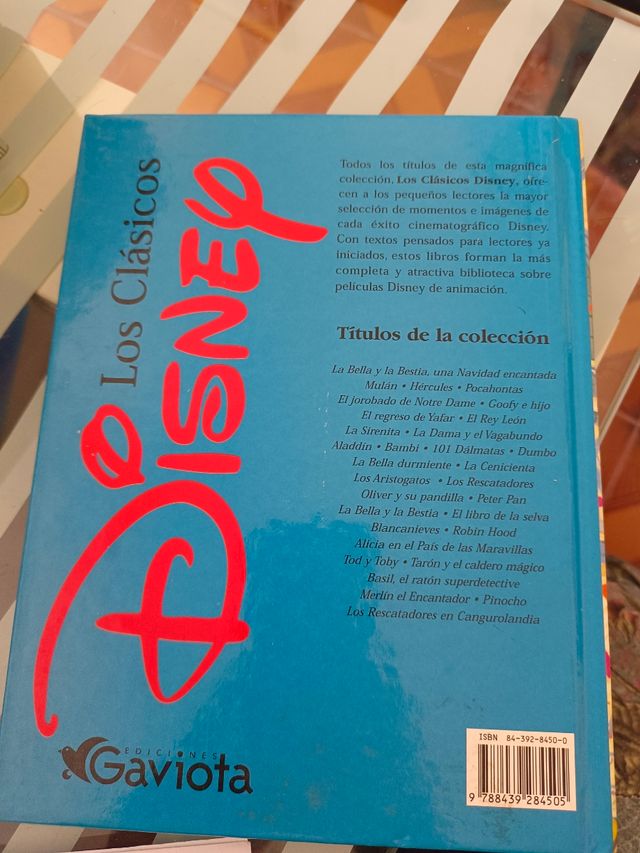 Los Clásicos
DISNEY
Todos los títulos de esta magnífica
colección, Los Clásicos Disney, ofre-
cen a los pequeños lectores la mayor
selección de momentos e imágenes de
cada éxito cinematográfico Disney.
Con textos pensados para lectores ya
iniciados, estos libros forman la más
completa y atractiva biblioteca sobre
películas Disney de animación.
Títulos de la colección
La Bella y la Bestia, una Navidad encantada
Mulán • Hércules • Pocahontas
El jorobado de Notre Dame • Goofy e hijo
El regreso de Yafar • El Rey León
La Sirenita • La Dama y el Vagabundo
Aladdín • Bambi • 101 Dálmatas • Dumbo
La Bella durmiente • La Cenicienta
Los Aristogatos • Los Rescatadores
Oliver y su pandilla • Peter Pan
La Bella y la Bestia • El libro de la selva
Blancanieves • Robin Hood
Alicia en el País de las Maravillas
Tod y Toby • Tarón y el caldero mágico
Basil, el ratón superdetective
Merlín el Encantador • Pinocho
Los Rescatadores en Cangurolandia
EDICIONES
Gaviota
ISBN 84-392-8450-0
9 788439 284505